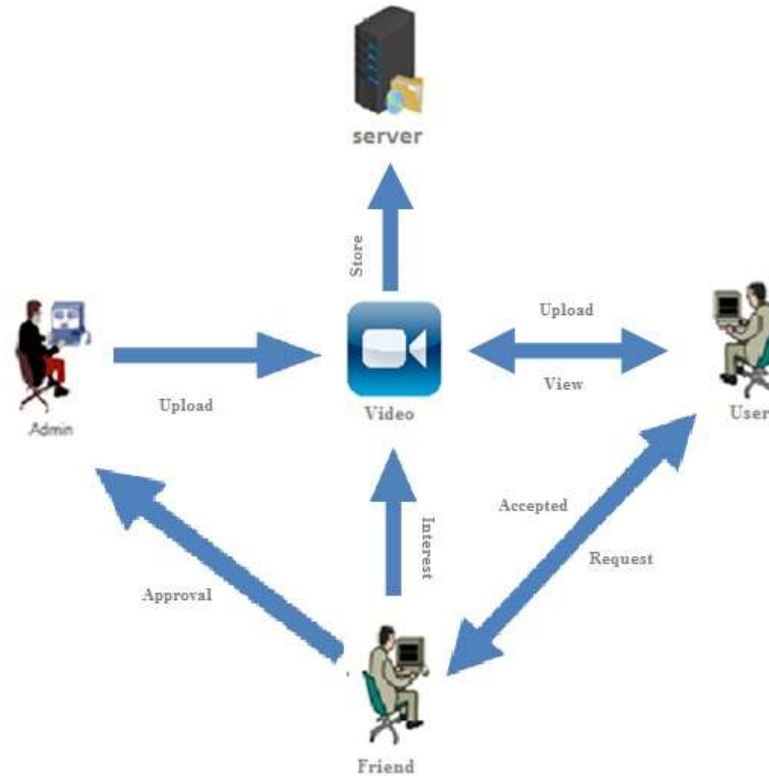 server
Store
Upload
Upload
View
Video
Admin
User
Accepted
Request
Interest
Approval
Friend